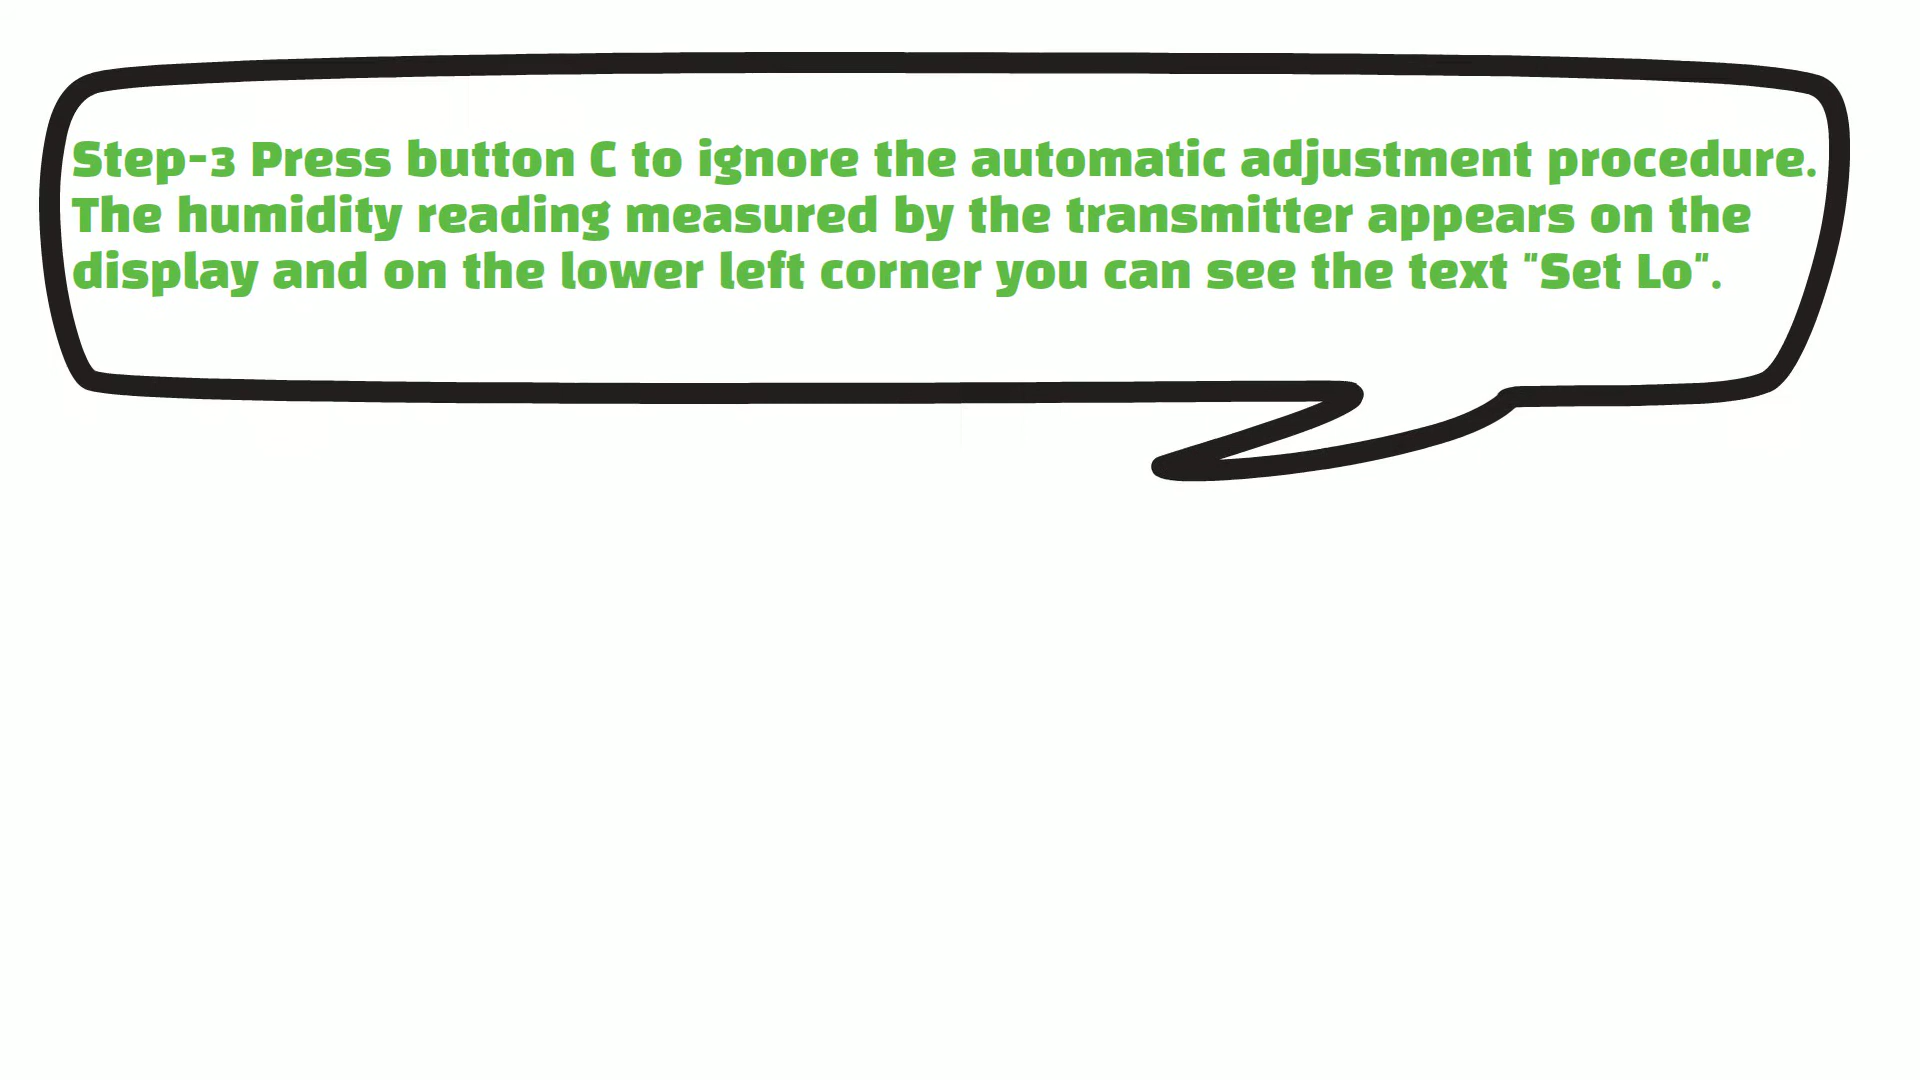 Step-3 Press button C to ignore the automatic adjustment procedure.
The humidity reading measured by the transmitter appears on the
display and on the lower left corner you can see the text "Set Lo".